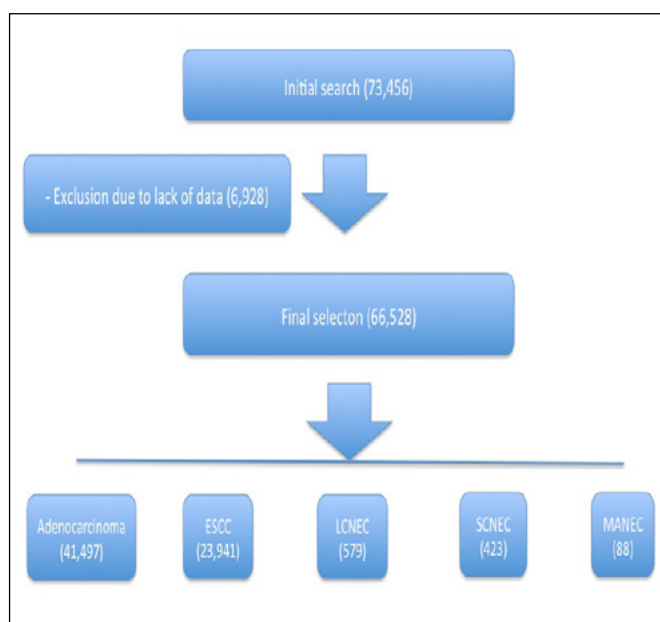 Initial search (73,456)
- Exclusion due to lack of data (6,928)
Final selecton (66,528)
Adenocarcinoma
(41,497)
ESCC
(23,941)
LCNEC
(579)
SCNEC
(423)
MANEC
(88)